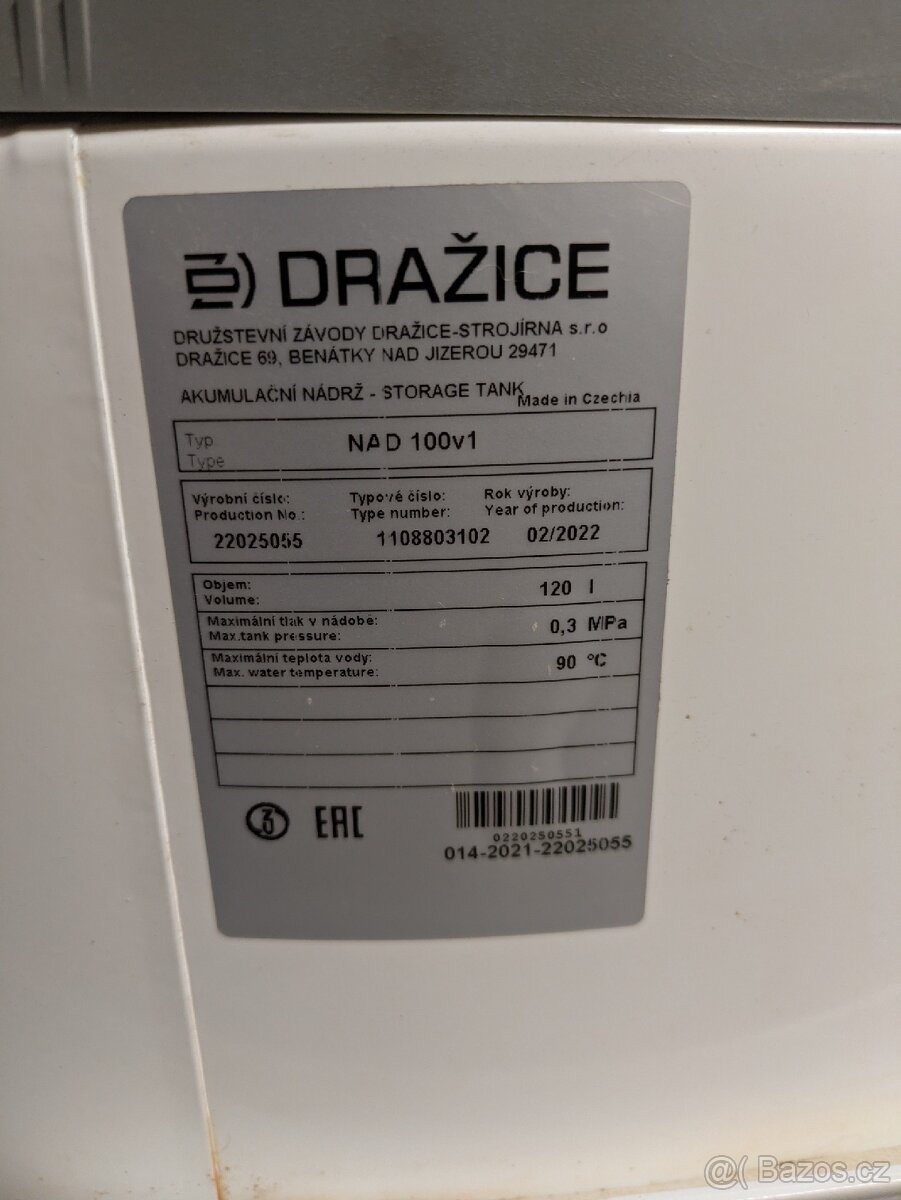 DRAŽICE
DRUŽSTEVNÍ ZÁVODY DRAŽICE-STROJÍRNA s.r.o
DRAŽICE 69, BENÁTKY NAD JIZEROU 29471
AKUMULAČNÍ NÁDRŽ - STORAGE TANK
Made in Czechia
Typ
Type
NAD 100v1
Výrobní číslo: Typové číslo: Rok výroby:
Production No.: Type number: Year of production:
22025055 1108803102 02/2022
Objem:
Volume:
120 l
Maximální tlak v nádobě:
Max.tank pressure:
0,3 MPa
Maximální teplota vody:
Max. water temperature:
90 °C
3 EAC
0220250551
014-2021-22025055
@( Bazos.cz